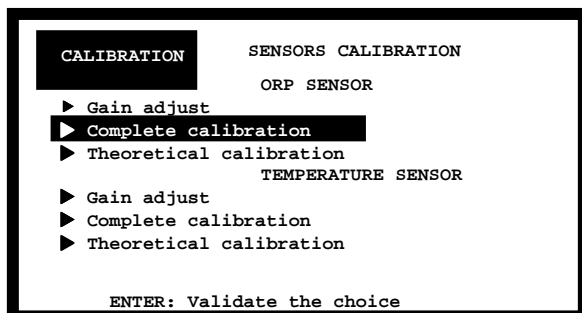 CALIBRATION
SENSORS CALIBRATION
ORP SENSOR
Gain adjust
Complete calibration
Theoretical calibration
TEMPERATURE SENSOR
Gain adjust
Complete calibration
Theoretical calibration
ENTER: Validate the choice